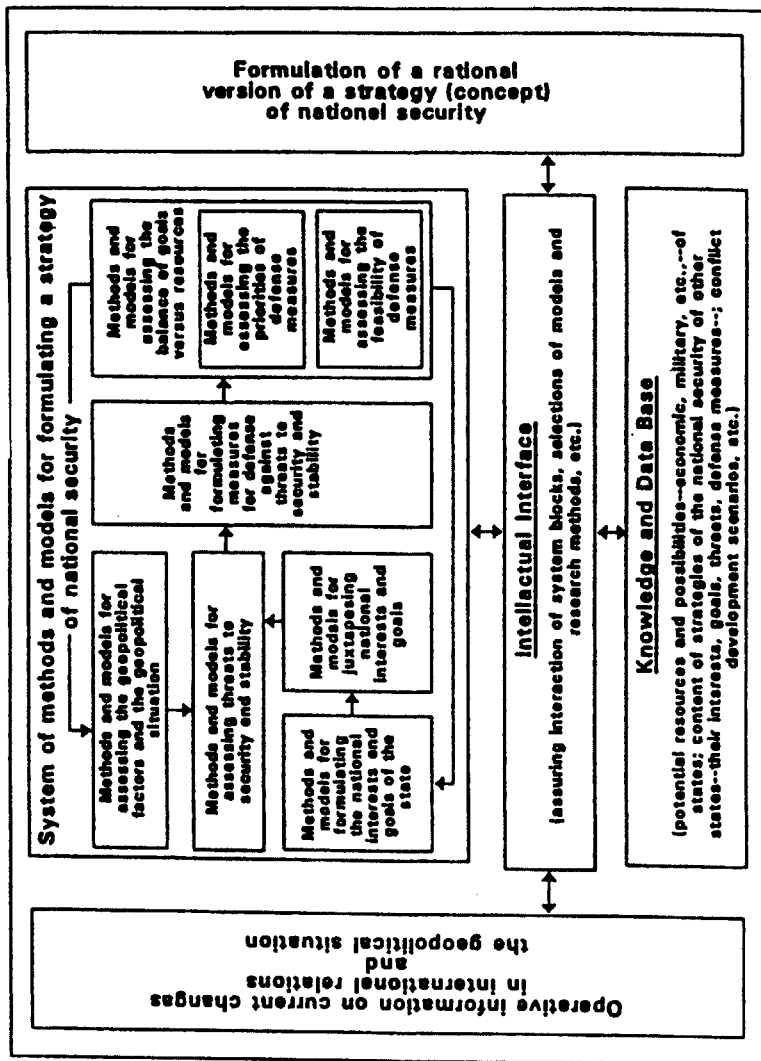 Operative information on current changas
in international relations
and
the geopolitical situation
System of methods and models for formulating a strategy
of national security
Methods and models for
assessing the geopolitical
factors and the geopolitical
situation
Methods and models for
assessing threats to
security end stability
Methods and
models for
formulating
the national
interests end
goals of the
state
Methods and
models for
juxtapesing
national
interests and
goals
Methods
and models
for
formulating
measures
for defense
against
threats to
security and
stability
Methods and
models for
assessing the
balance of goals
versus resources
Methods and
models for
essessing the
priorities of
defense
measures
Methods and
models for
assessing the
feasibility of
defense
measures
Intellactual Interface
(assuring interaction of system blocks, selections of models and
research methods, etc.)
Knowledge and Data Base
(potential resources and possibilities--economic, military, etc.,--of
states; content of strategies of the national security of other
states--their intsrests, goals, threats, defense measures--; conflict
development scenarios, etc.)
Formulation of a rational
version of a strategy (concept)
of national security